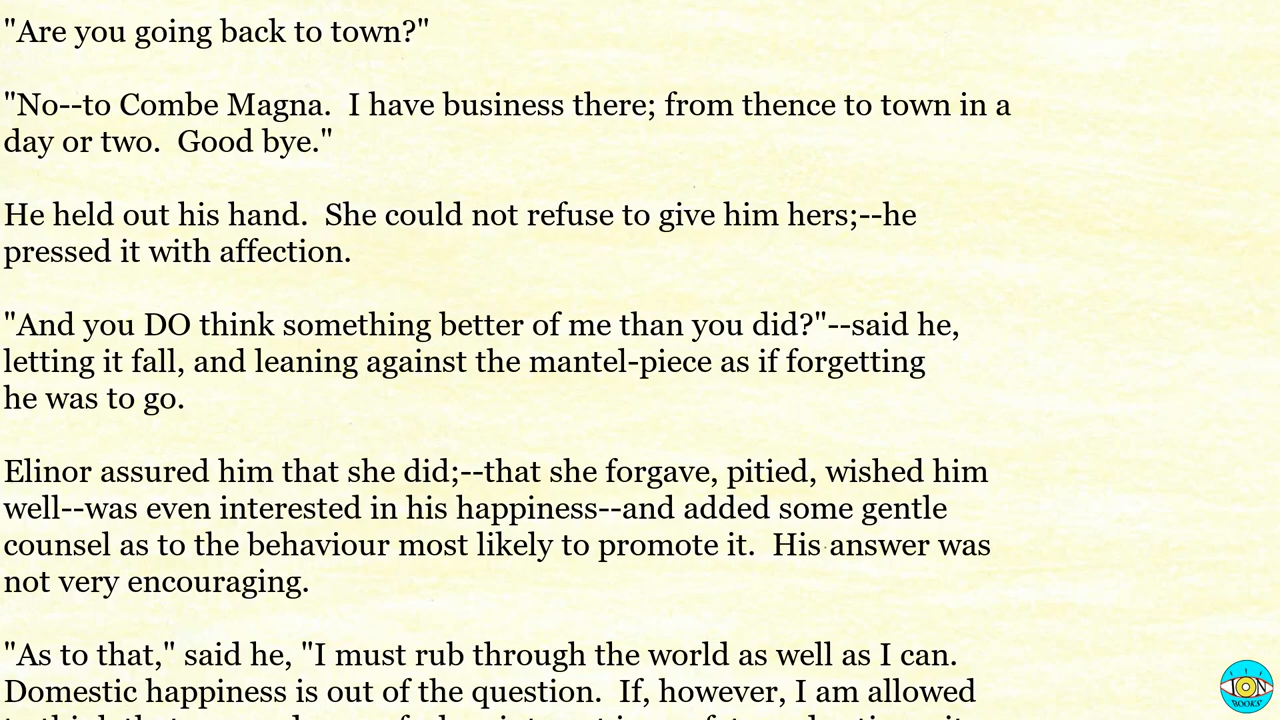 "Are you going back to town?"
"No--to Combe Magna.  I have business there; from thence to town in a
day or two.  Good bye."
He held out his hand.  She could not refuse to give him hers;--he
pressed it with affection.
"And you DO think something better of me than you did?"--said he,
letting it fall, and leaning against the mantel-piece as if forgetting
he was to go.
Elinor assured him that she did;--that she forgave, pitied, wished him
well--was even interested in his happiness--and added some gentle
counsel as to the behaviour most likely to promote it.  His answer was
not very encouraging.
"As to that," said he, "I must rub through the world as well as I can.
Domestic happiness is out of the question.  If, however, I am allowed
ION
BOOKS